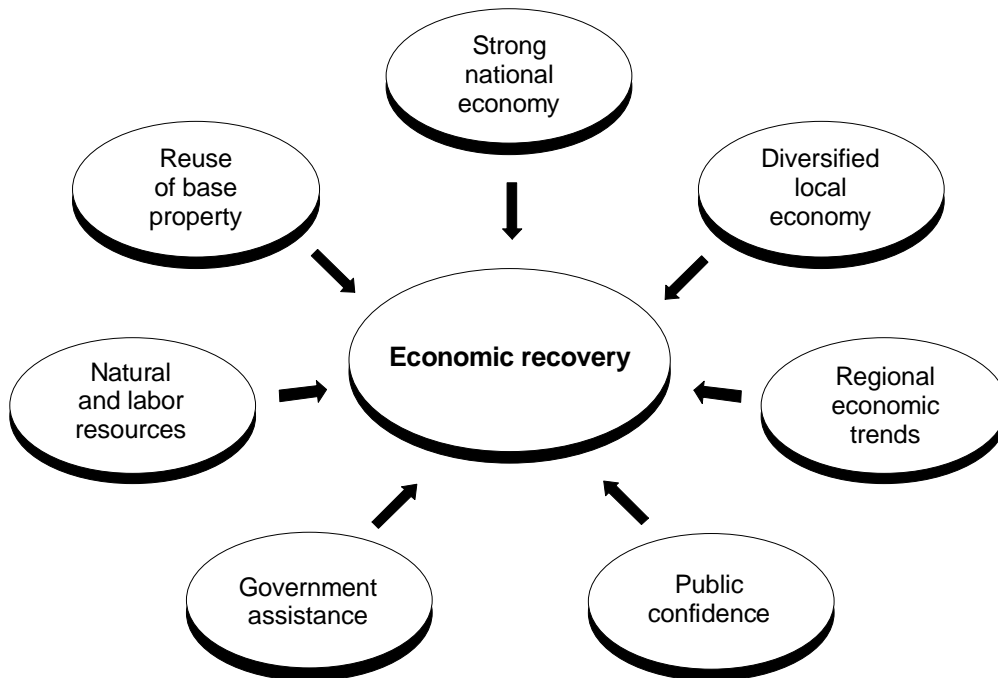 Strong
national
economy
Reuse
of base
property
Diversified
local
economy
Economic recovery
Natural
and labor
resources
Regional
economic
trends
Government
assistance
Public
confidence